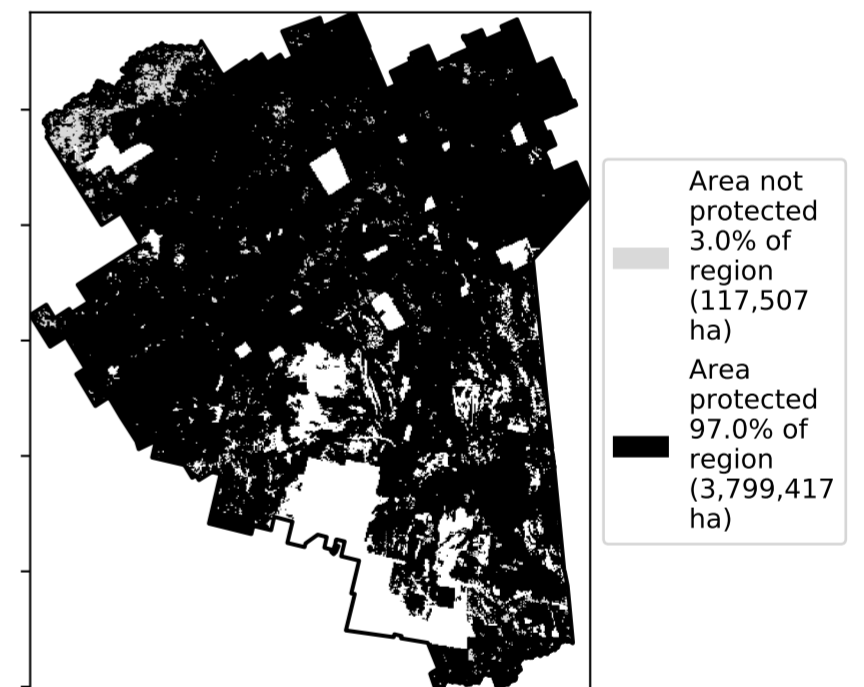 Area not
protected
3.0% of
region
(117,507
ha)
Area
protected
97.0% of
region
(3,799,417
ha)